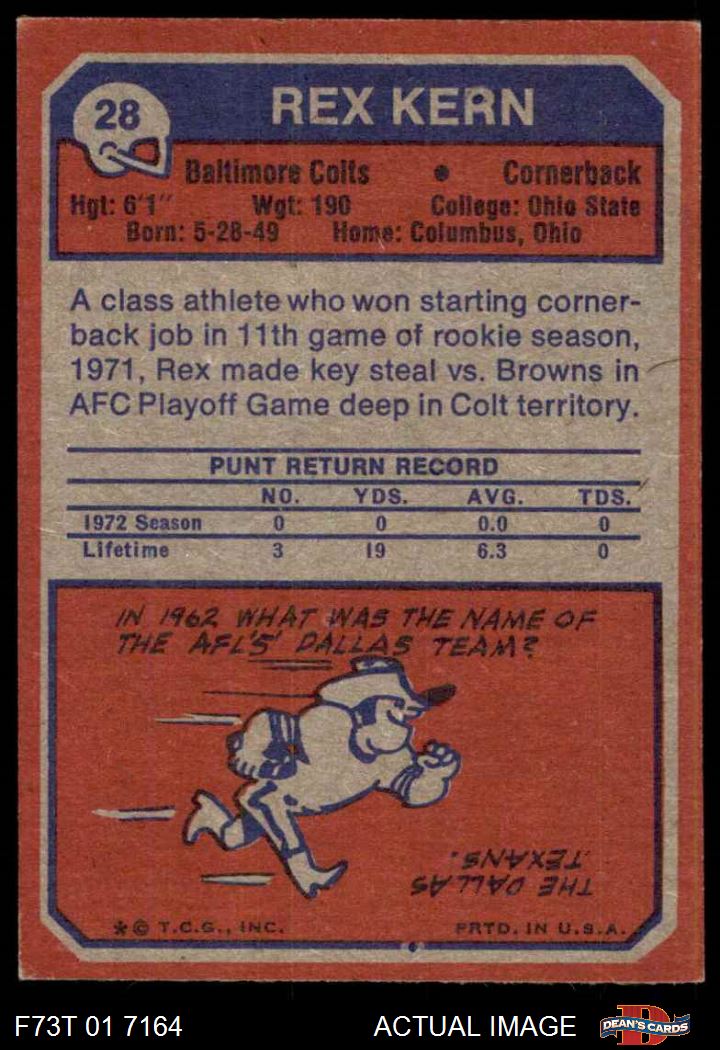 28
REX KERN
Baltimore Colts • Cornerback
Hgt: 6'1" Wgt: 190 College: Ohio State
Born: 5-28-49 Home: Columbus, Ohio
A class athlete who won starting corner-
back job in 11th game of rookie season,
1971, Rex made key steal vs. Browns in
AFC Playoff Game deep in Colt territory.
PUNT RETURN RECORD
NO. YDS. AVG. TDS.
1972 Season 0 0 0.0 0
Lifetime 3 19 6.3 0
IN 1962 WHAT WAS THE NAME OF
THE AFL'S' DALLAS TEAM?
THE DALLAS
TEXANS.
* © T.C.G., INC. PRTD. IN U.S.A.
F73T 01 7164 ACTUAL IMAGE D DEAN'S CARDS